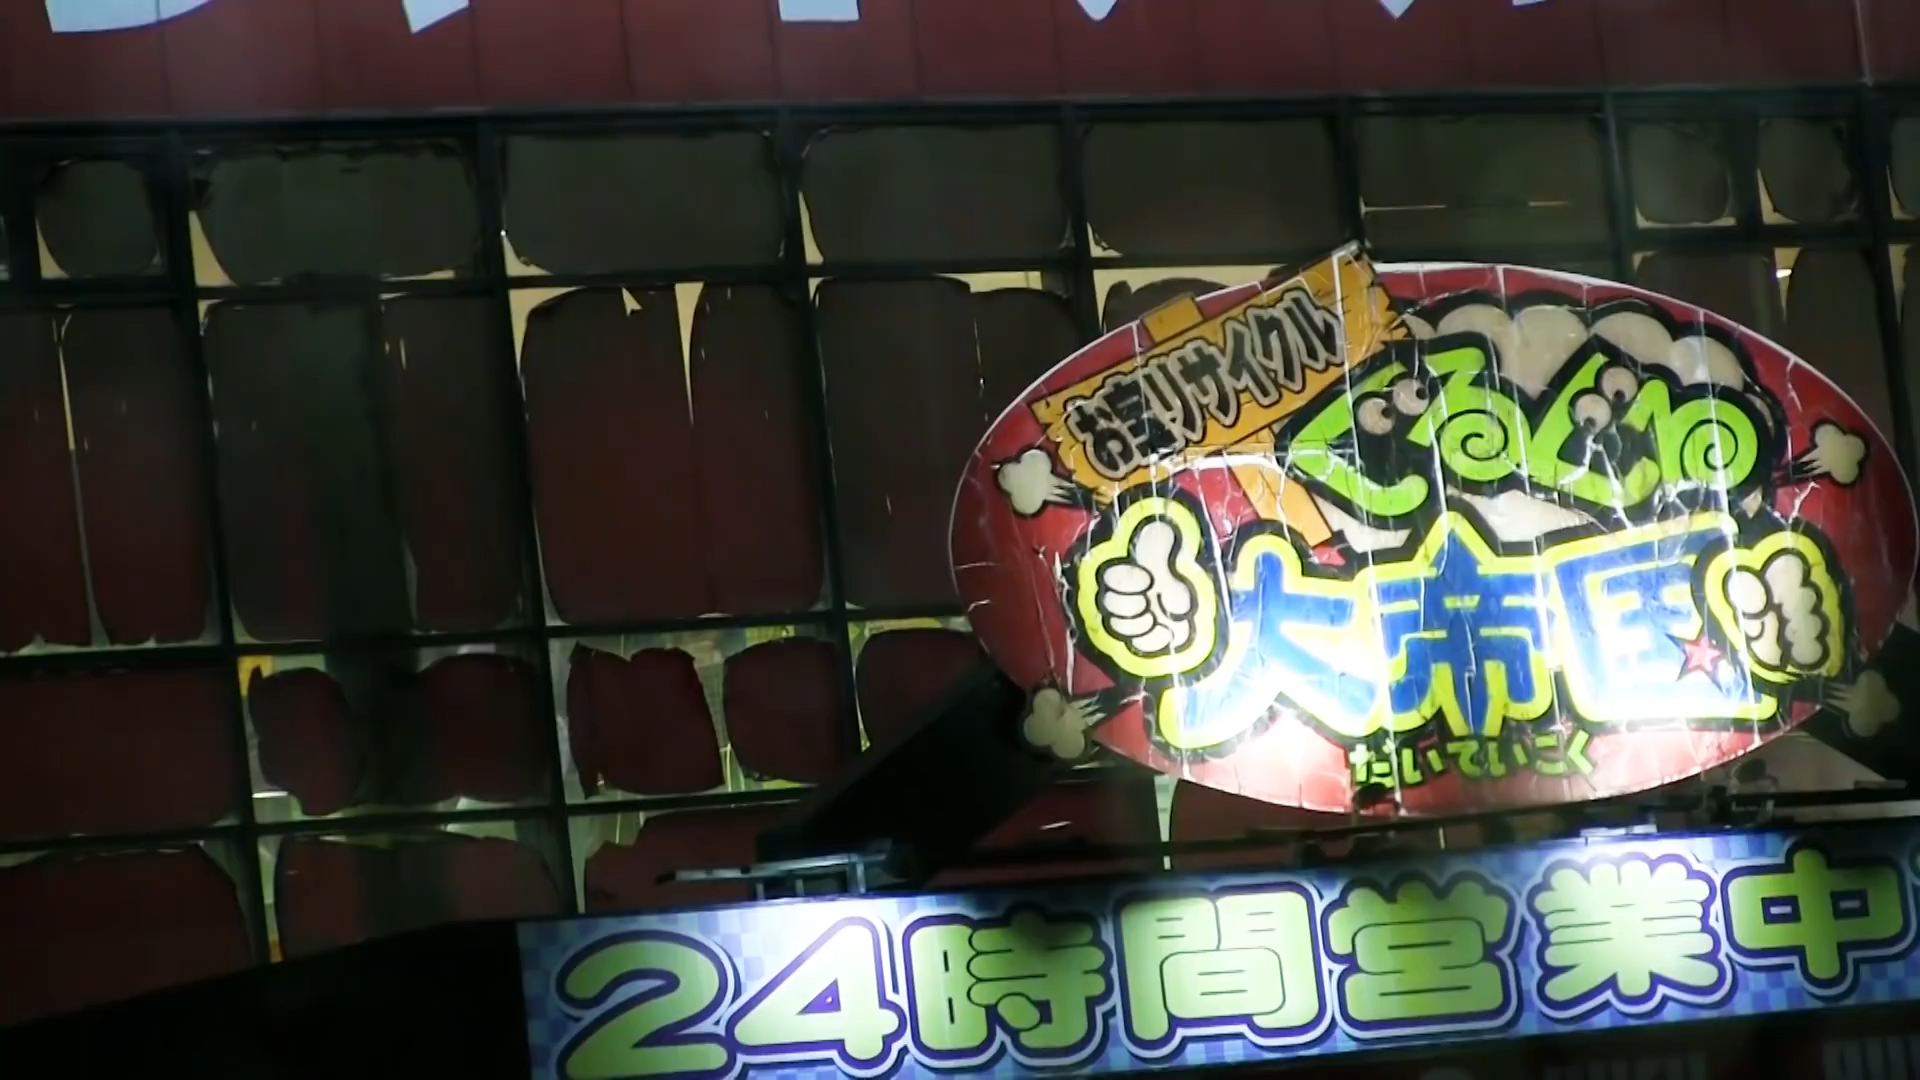 お宝リサイクル
ぐるぐる
大帝国
だいていこく
24時間営業中